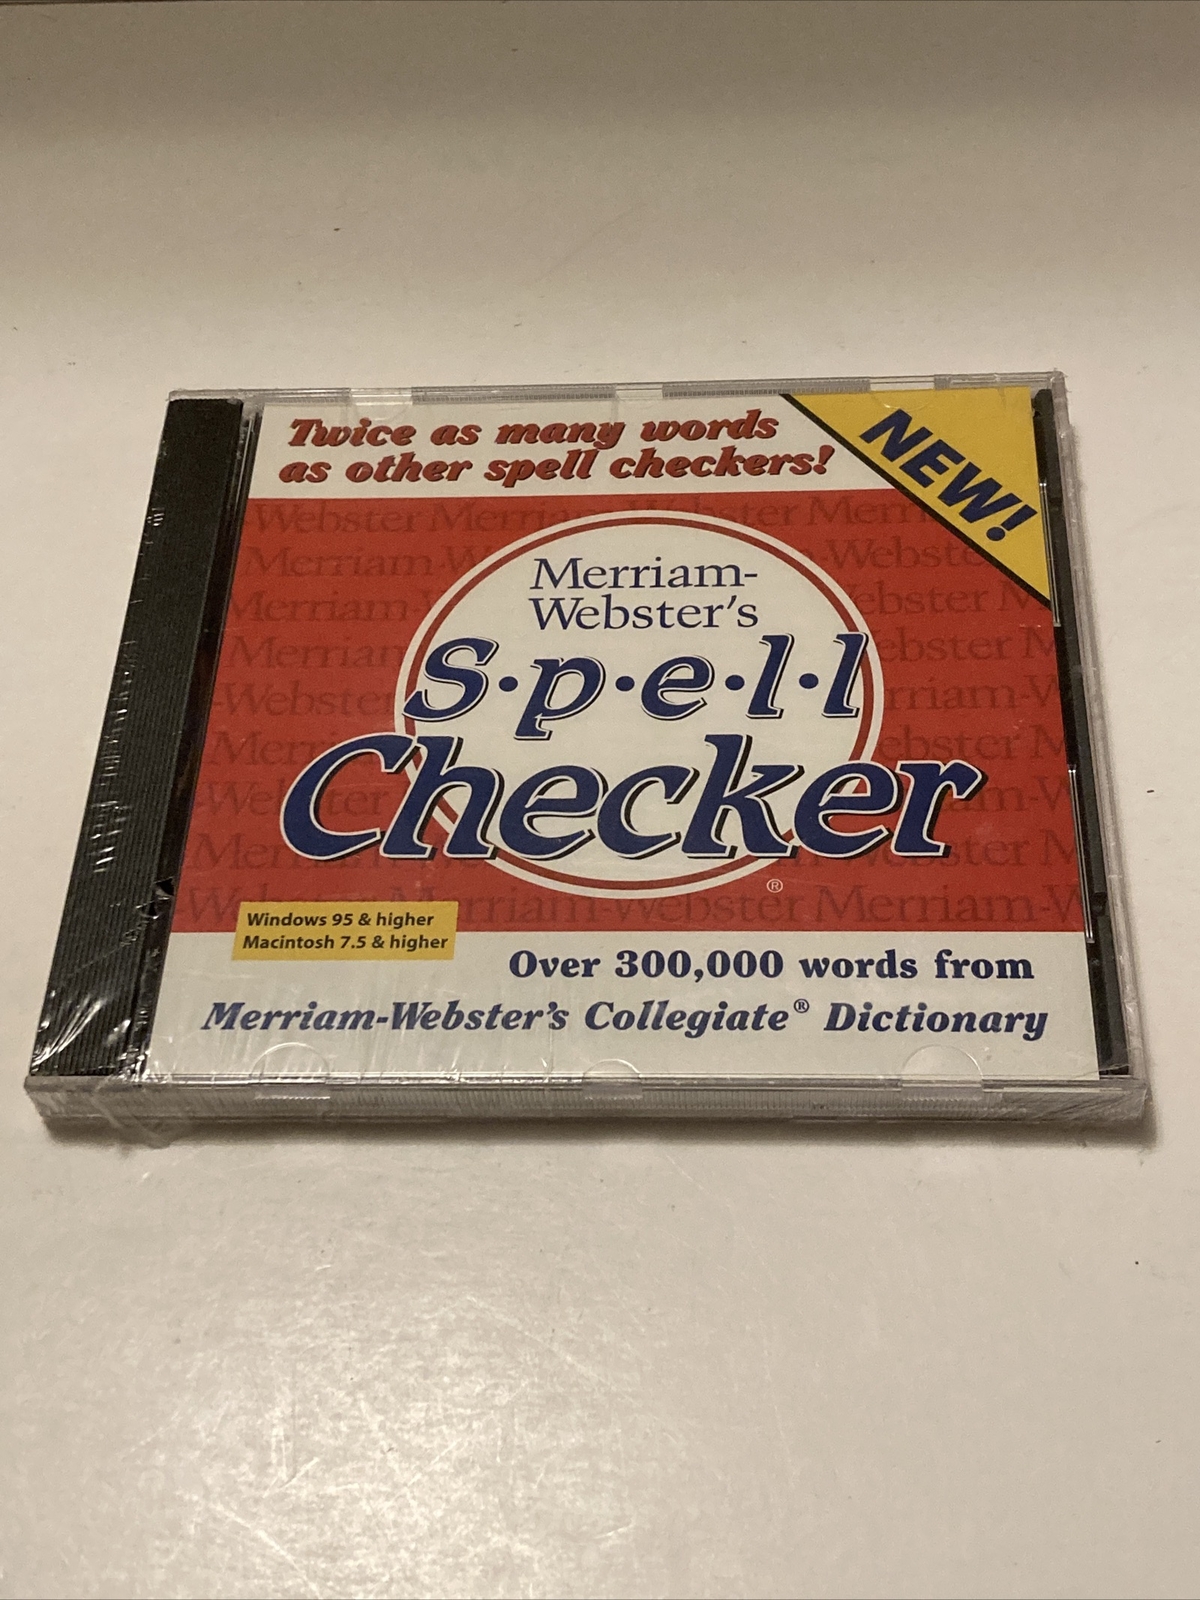 Twice as many words
as other spell checkers!
NEW!
Merriam-
Webster's
S·p·e·l·l
Checker
®
Windows 95 & higher
Macintosh 7.5 & higher
Over 300,000 words from
Merriam-Webster's Collegiate® Dictionary